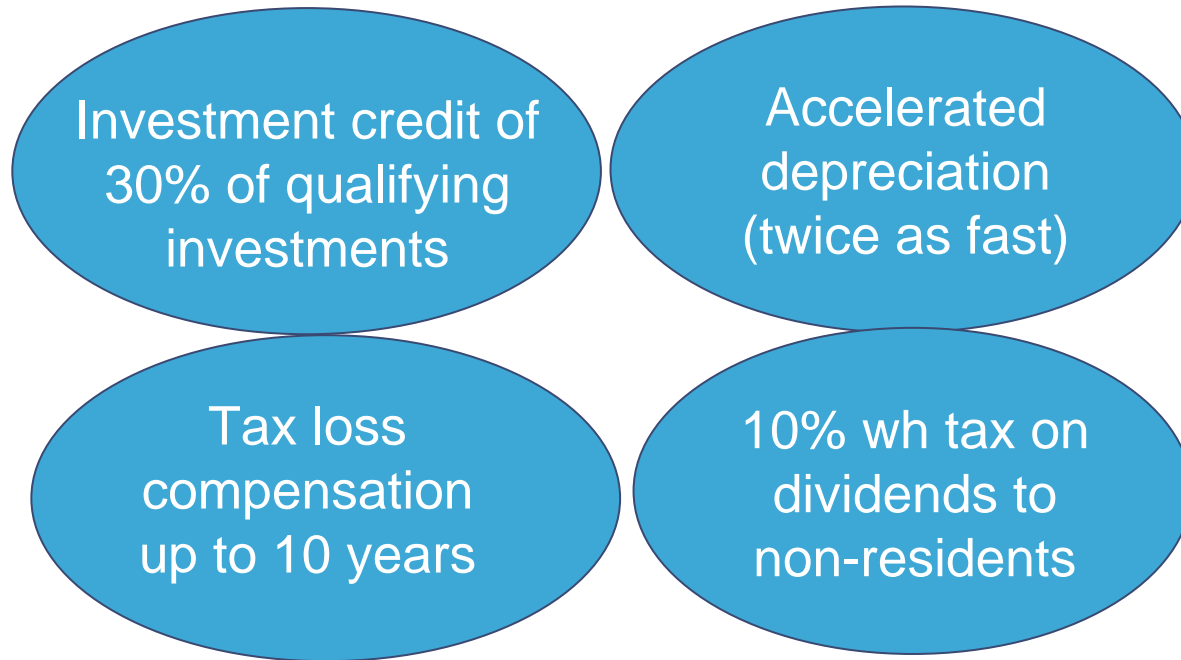 Investment credit of
30% of qualifying
investments
Accelerated
depreciation
(twice as fast)
Tax loss
compensation
up to 10 years
10% wh tax on
dividends to
non-residents